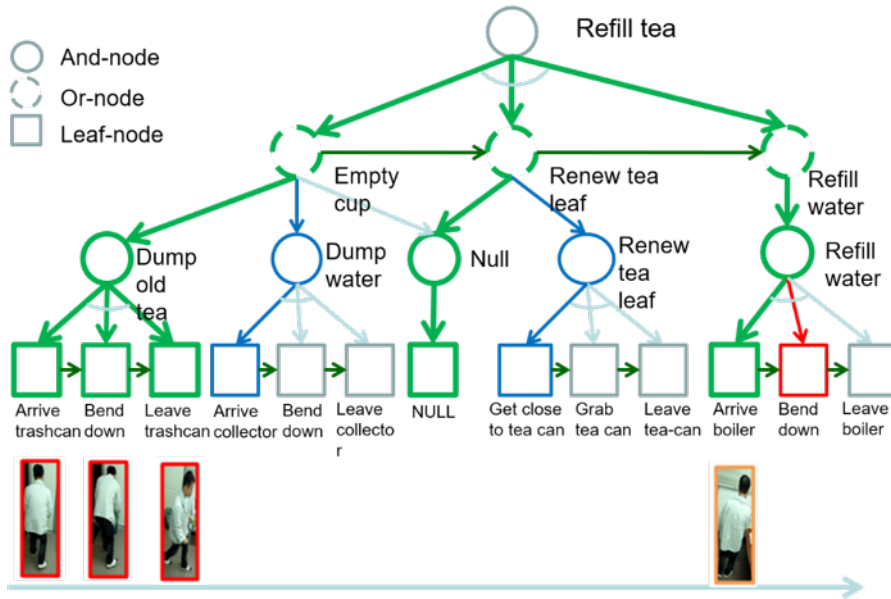 Refill tea
And-node
Or-node
Leaf-node
Empty
cup
Renew tea
leaf
Refill
water
Dump
old
tea
Dump
water
Null
Renew
tea
leaf
Refill
water
Arrive
trashcan
Bend
down
Leave
trashcan
Arrive
collector
Bend
down
Leave
collecto
r
NULL
Get close
to tea can
Grab
tea can
Leave
tea-can
Arrive
boiler
Bend
down
Leave
boiler